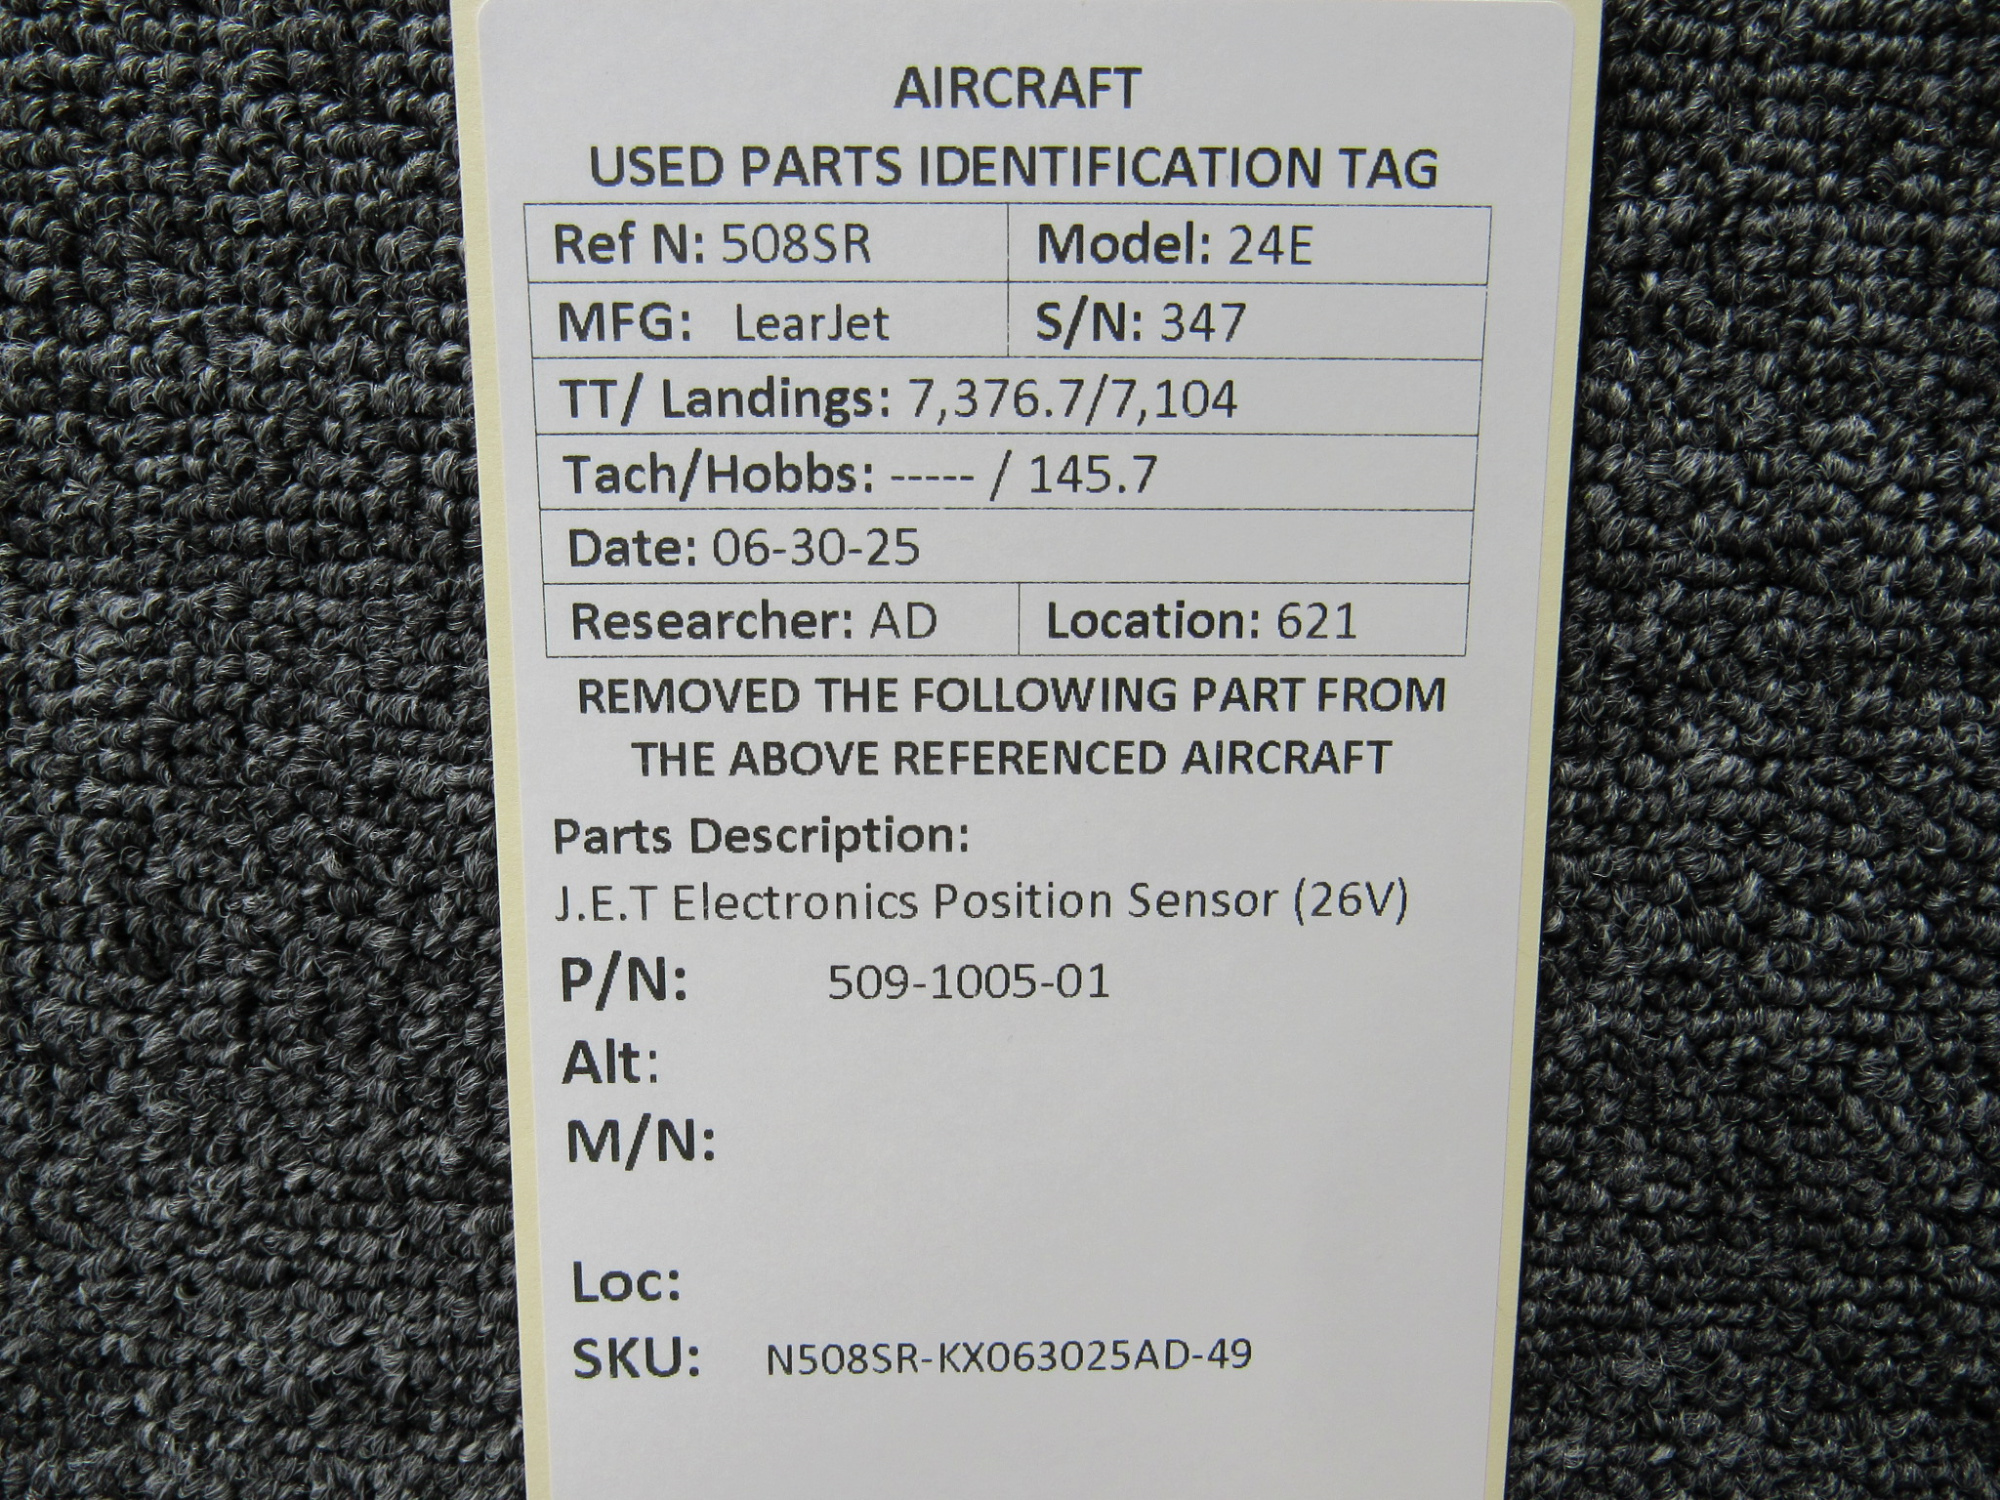 AIRCRAFT
USED PARTS IDENTIFICATION TAG
Ref N: 508SR Model: 24E
MFG: LearJet S/N: 347
TT/ Landings: 7,376.7/7,104
Tach/Hobbs: ----- / 145.7
Date: 06-30-25
Researcher: AD Location: 621
REMOVED THE FOLLOWING PART FROM
THE ABOVE REFERENCED AIRCRAFT
Parts Description:
J.E.T Electronics Position Sensor (26V)
P/N: 509-1005-01
Alt:
M/N:
Loc:
SKU: N508SR-KX063025AD-49